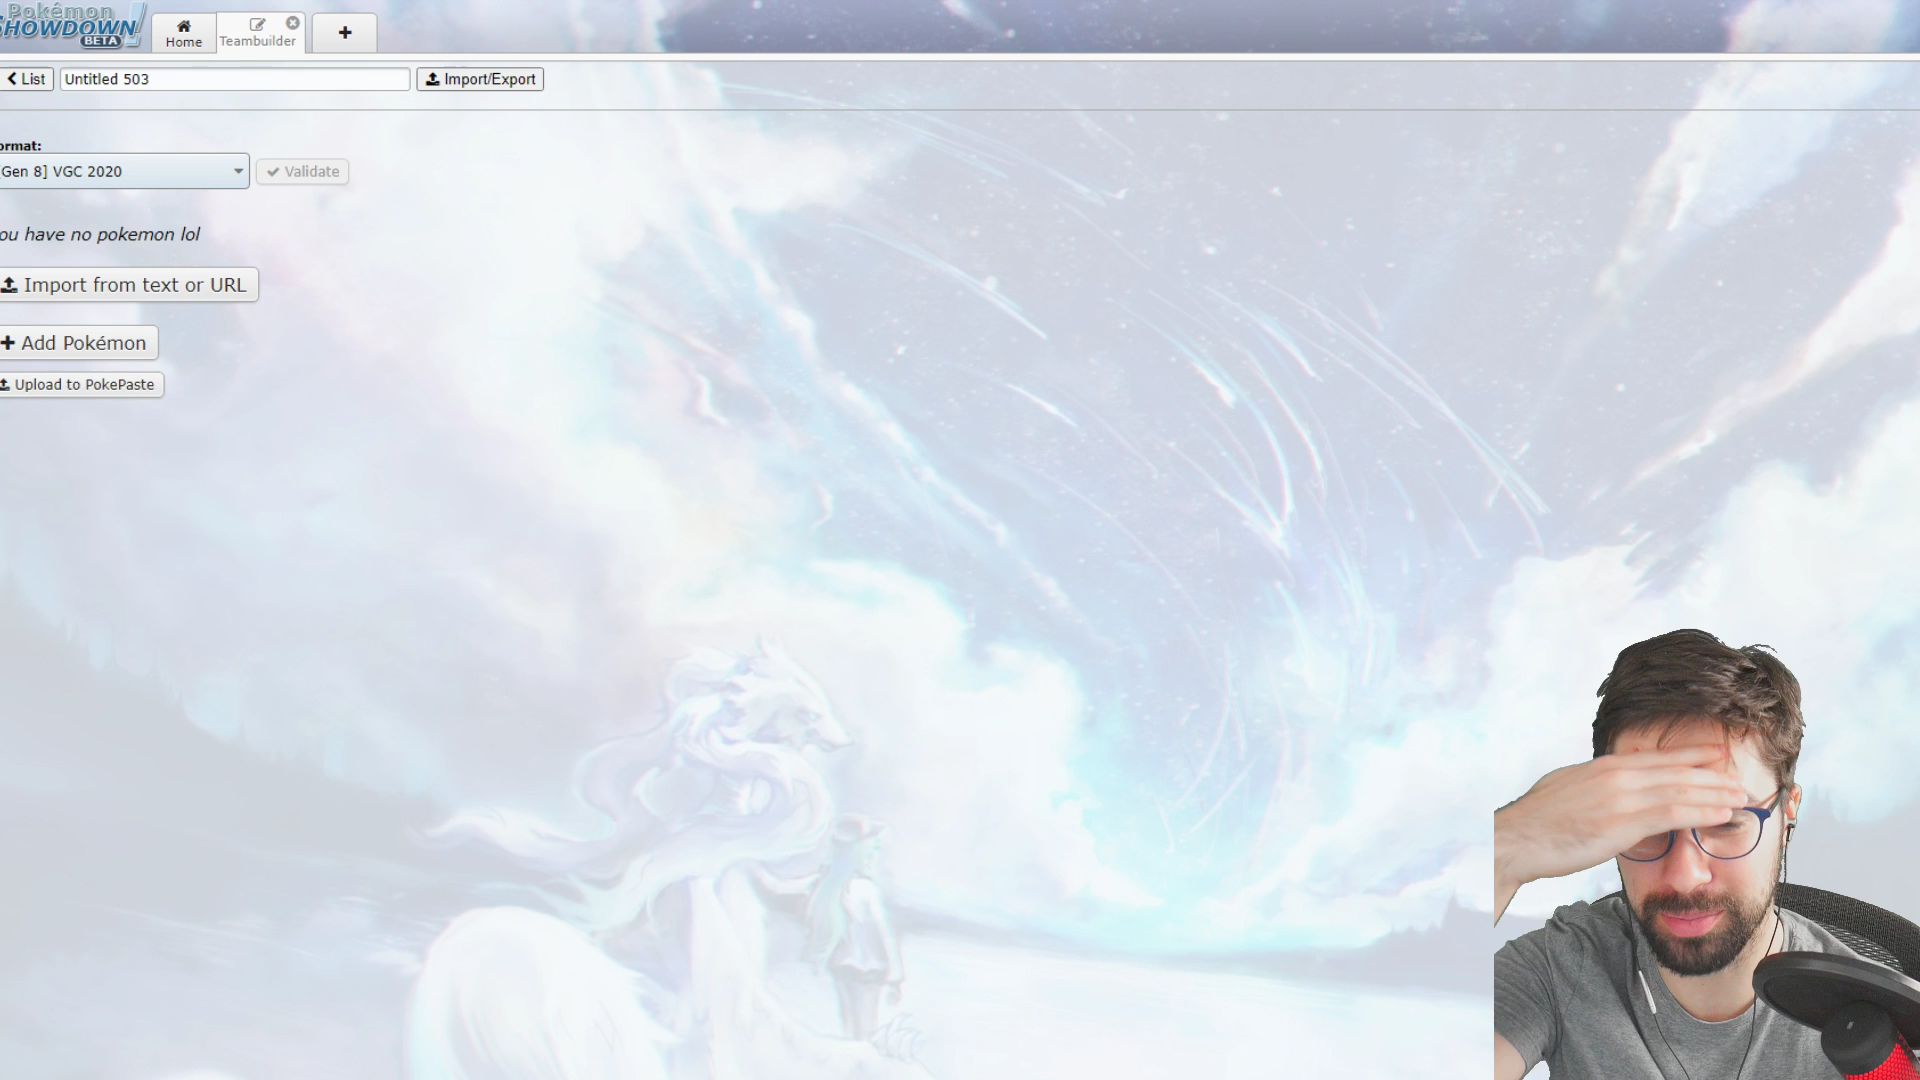 Pokémon
SHOWDOWN!
BETA
Home
Teambuilder
List
Untitled 503
Import/Export
ormat:
[Gen 8] VGC 2020
Validate
ou have no pokemon lol
Import from text or URL
Add Pokémon
Upload to PokePaste